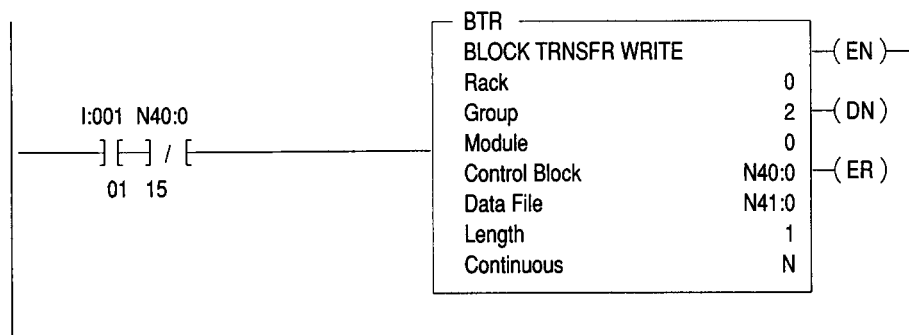 BTR
BLOCK TRNSFR WRITE
(EN)
Rack 0
I:001 N40:0
Group 2
(DN)
] [ ] / [
Module 0
01 15
Control Block N40:0
(ER)
Data File N41:0
Length 1
Continuous N